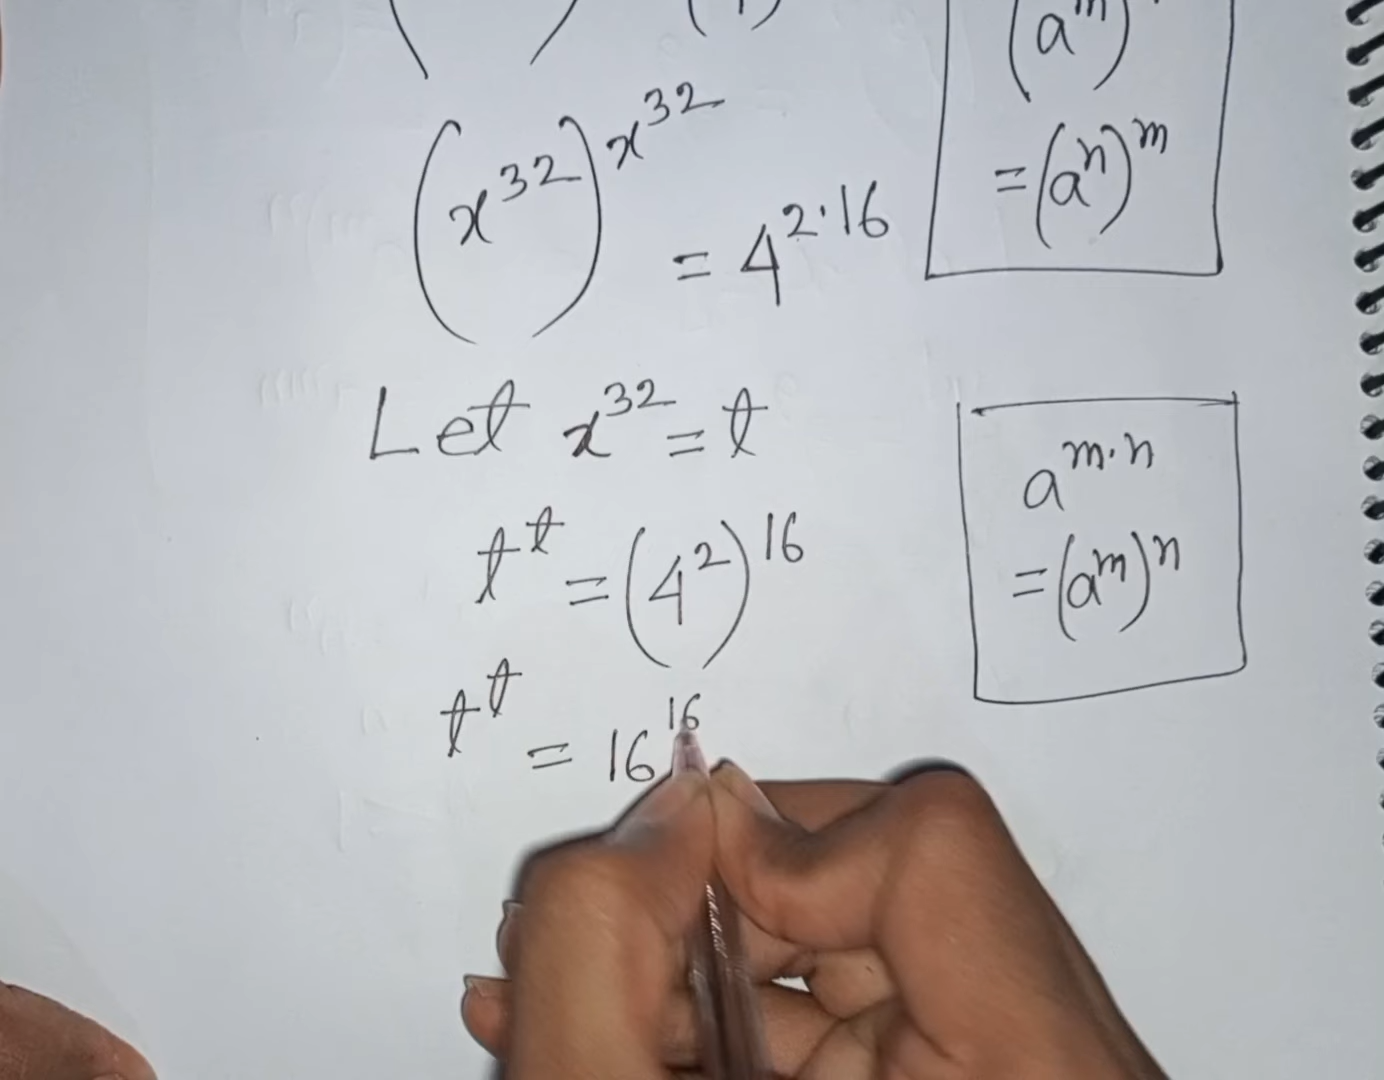 (x^32)^x^32 = 4^2·16
Let x^32 = t
t^t = (4^2)^16
t^t = 16^16
(a^m)
= (a^n)^m
a^m·n
= (a^m)^n